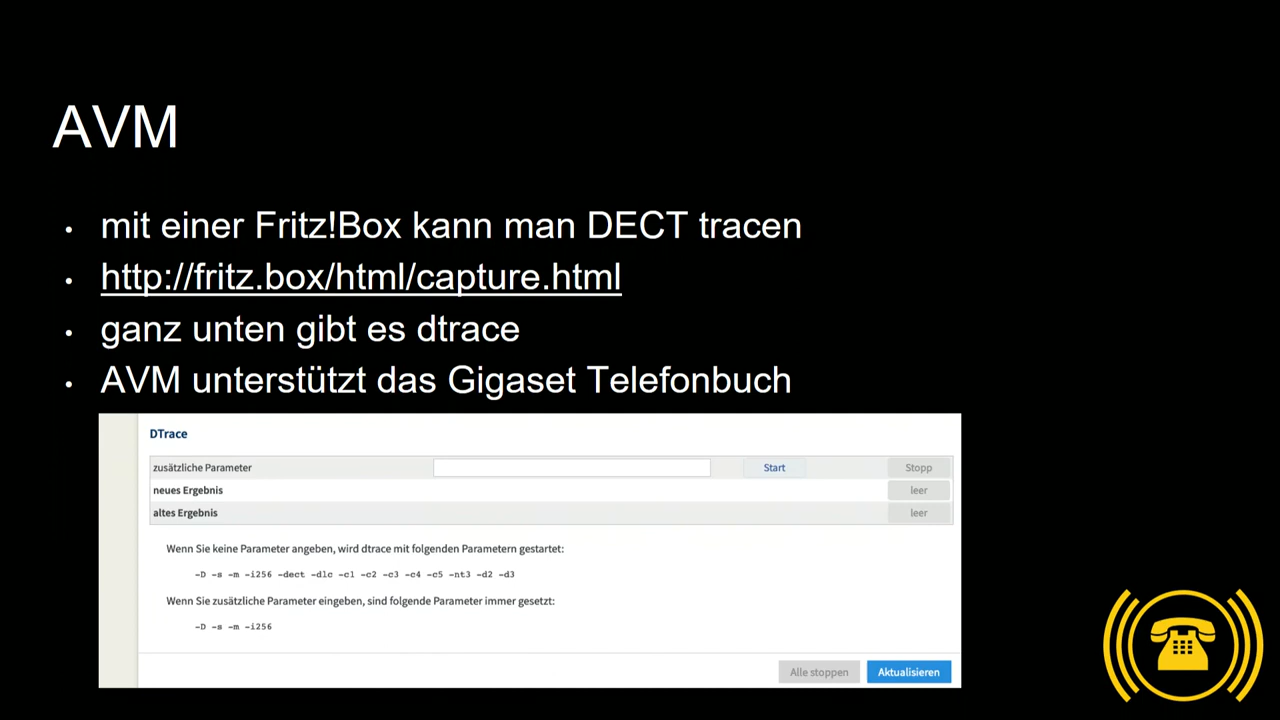 AVM
• mit einer Fritz!Box kann man DECT tracen
• http://fritz.box/html/capture.html
• ganz unten gibt es dtrace
• AVM unterstützt das Gigaset Telefonbuch
DTrace
zusätzliche Parameter Start Stopp
neues Ergebnis leer
altes Ergebnis leer
Wenn Sie keine Parameter angeben, wird dtrace mit folgenden Parametern gestartet:
-D -s -m -i256 -dect -dlc -c1 -c2 -c3 -c4 -c5 -nt3 -d2 -d3
Wenn Sie zusätzliche Parameter eingeben, sind folgende Parameter immer gesetzt:
-D -s -m -i256
Alle stoppen Aktualisieren